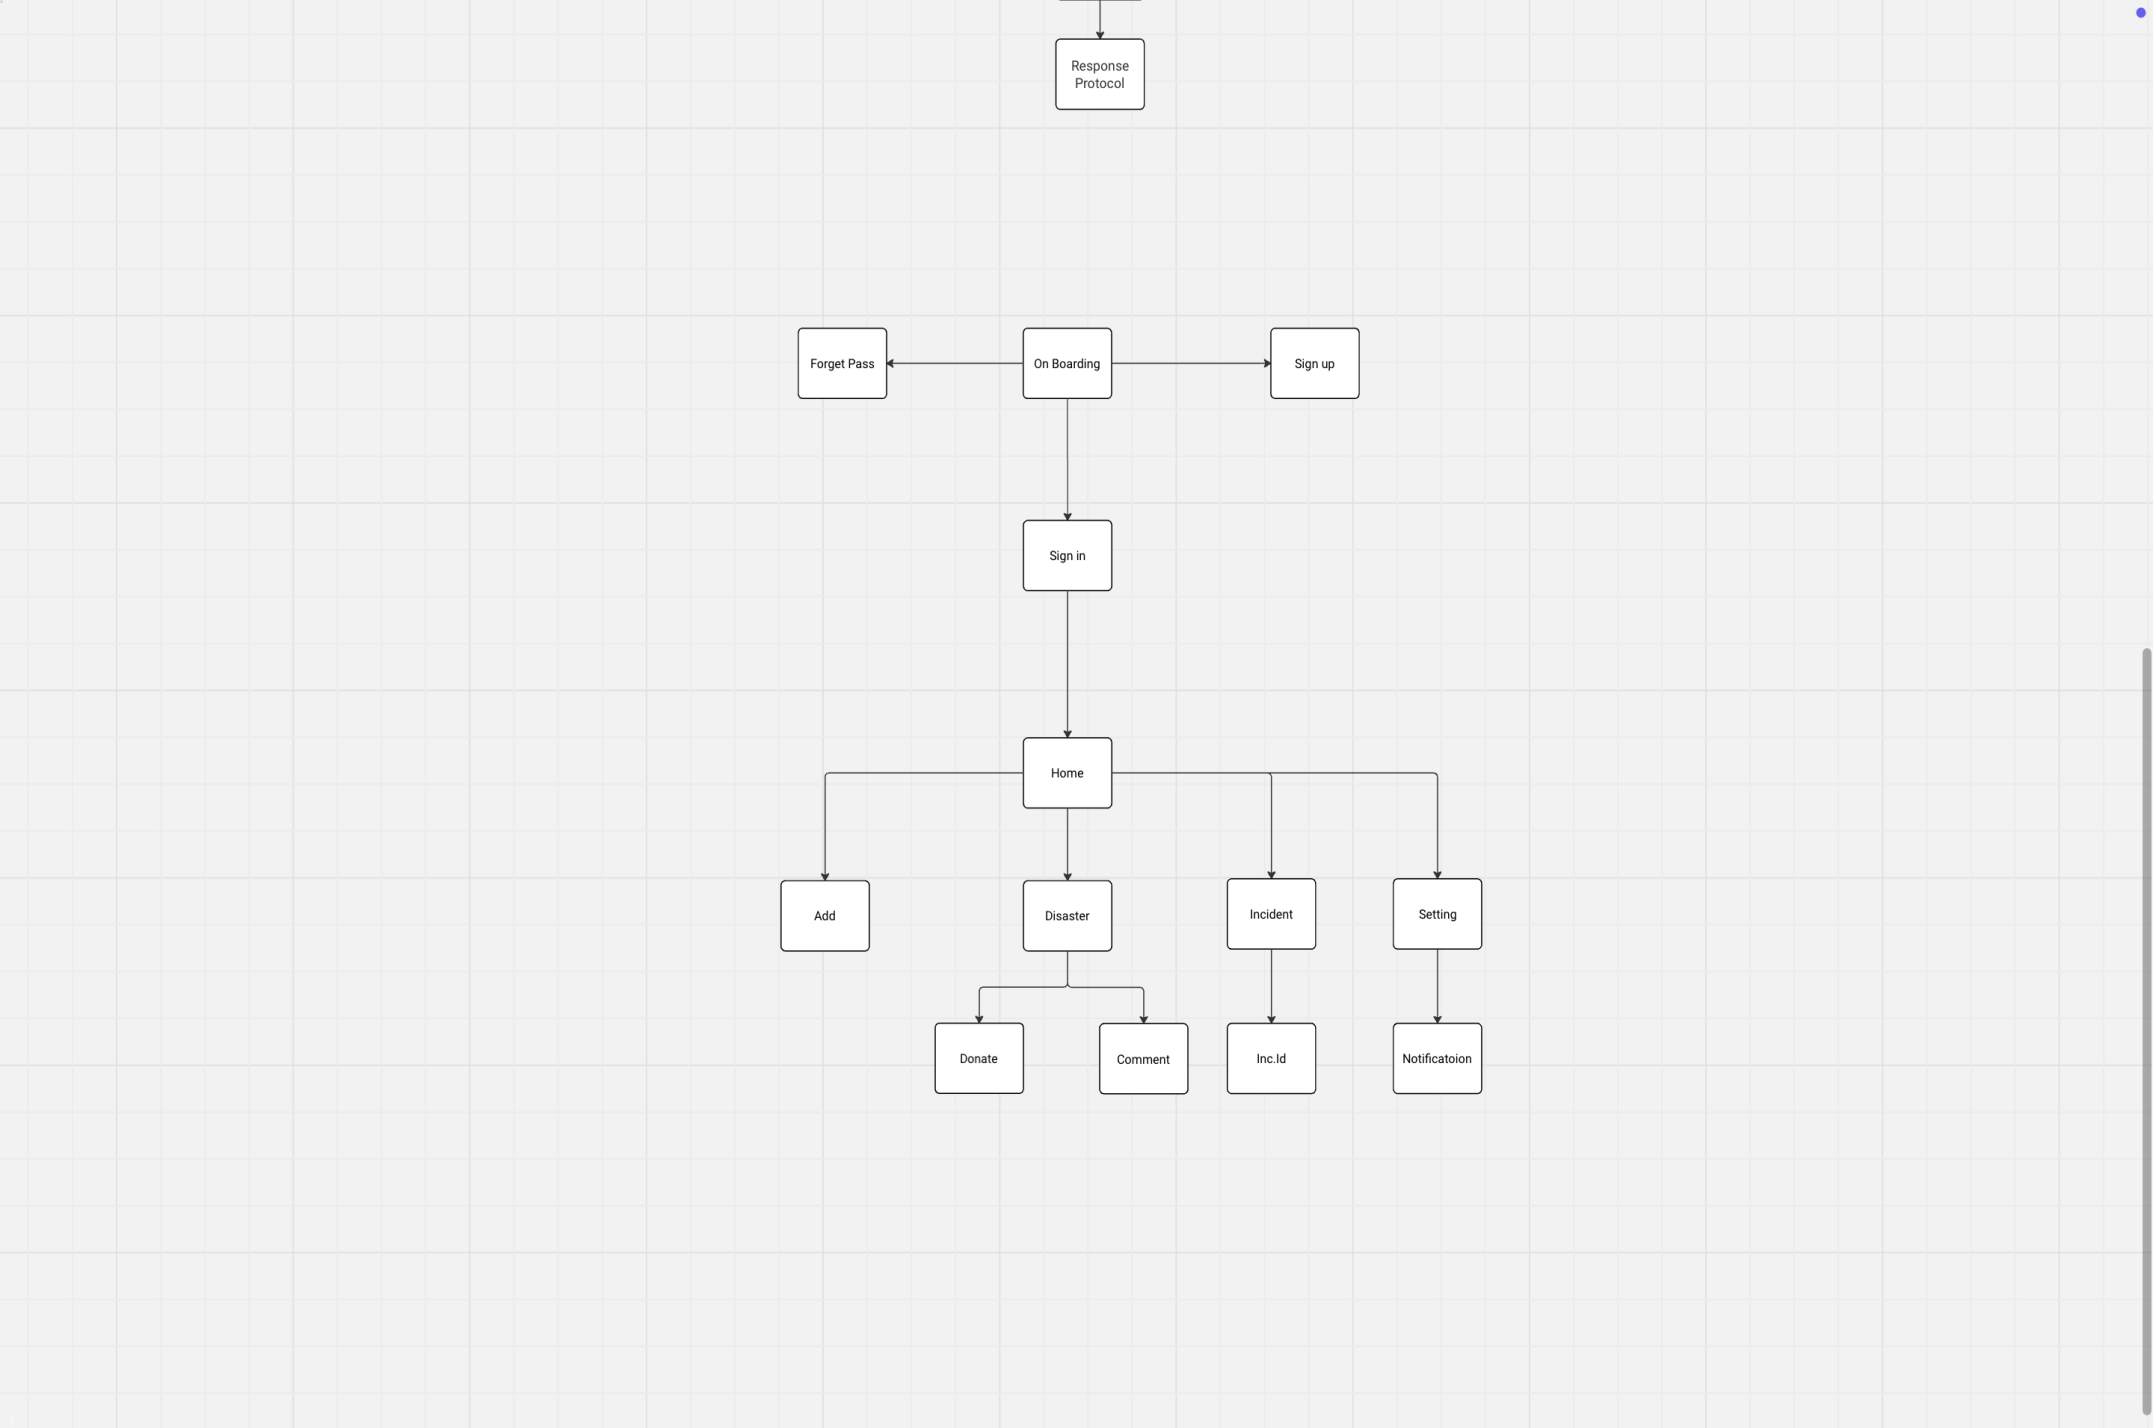 Response
Protocol
Forget Pass
On Boarding
Sign up
Sign in
Home
Add
Disaster
Incident
Setting
Donate
Comment
Inc.Id
Notificatoion